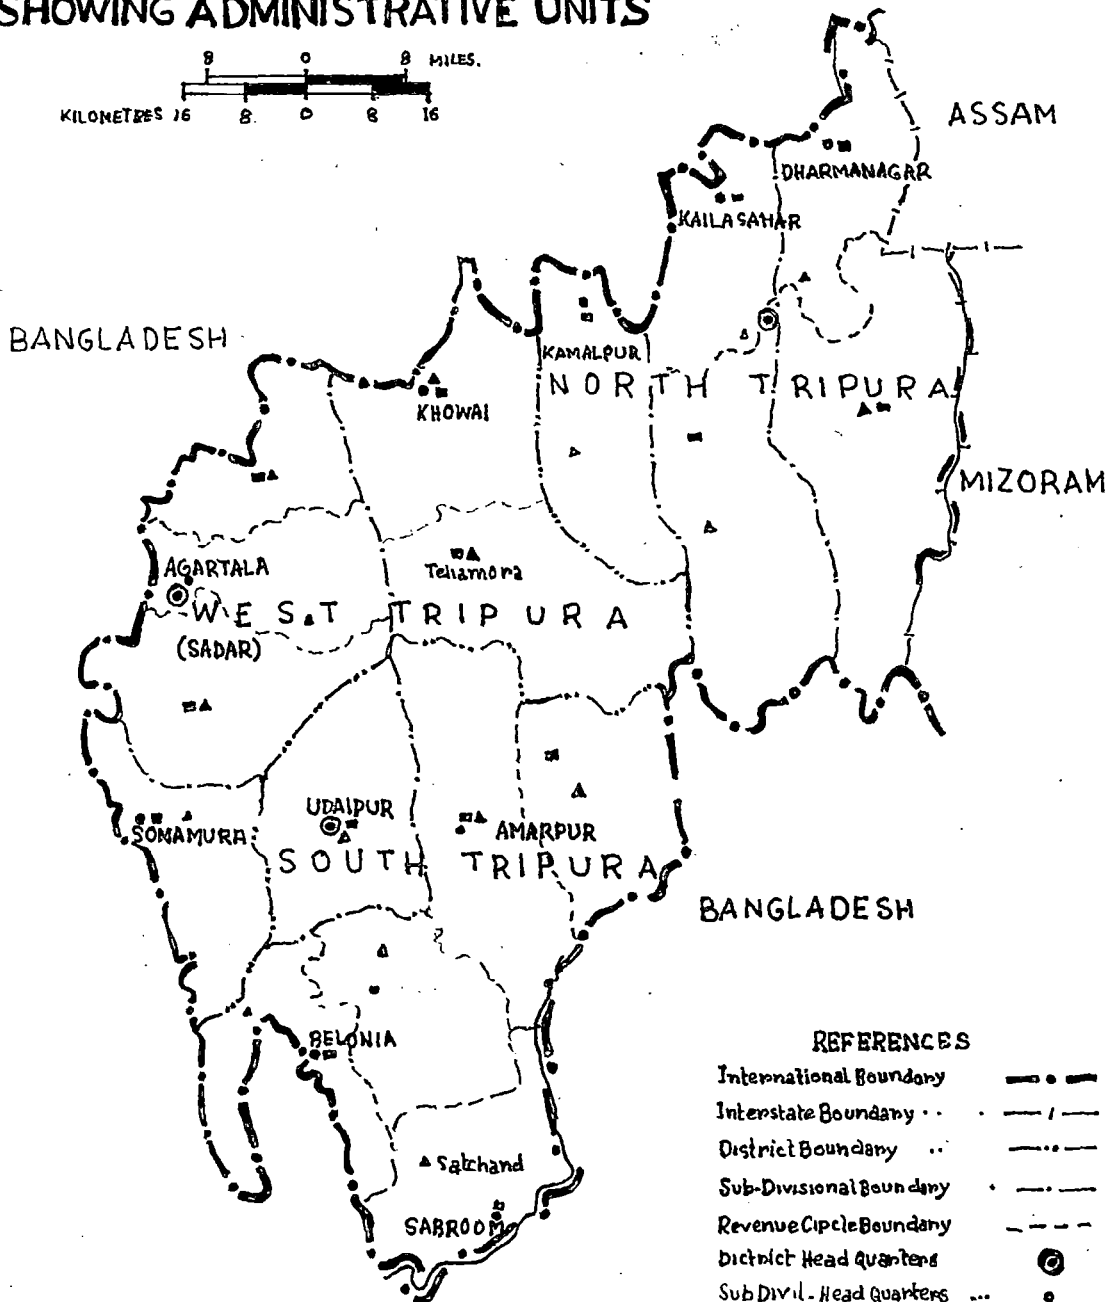 SHOWING ADMINISTRATIVE UNITS
8 0 8 MILES.
KILOMETRES 16 8. 0 8 16
ASSAM
DHARMANAGAR
KAILASAHAR
BANGLADESH
KAMALPUR
NORTH TRIPURA
KHOWAI
MIZORAM
AGARTALA
Teliamora
WEST TRIPURA
(SADAR)
UDAIPUR
SONAMURA
AMARPUR
SOUTH TRIPURA
BANGLADESH
BELONIA
Satchand
SABROOM
REFERENCES
International Boundary
Interstate Boundary
District Boundary
Sub-Divisional Boundary
Revenue Circle Boundary
District Head Quarters
Sub Divil. Head Quarters